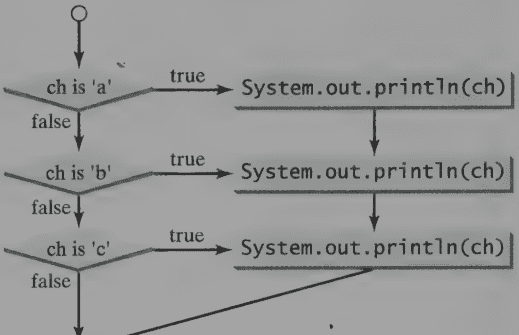 ch is 'a' true System.out.println(ch)
false
ch is 'b' true System.out.println(ch)
false
ch is 'c' true System.out.println(ch)
false